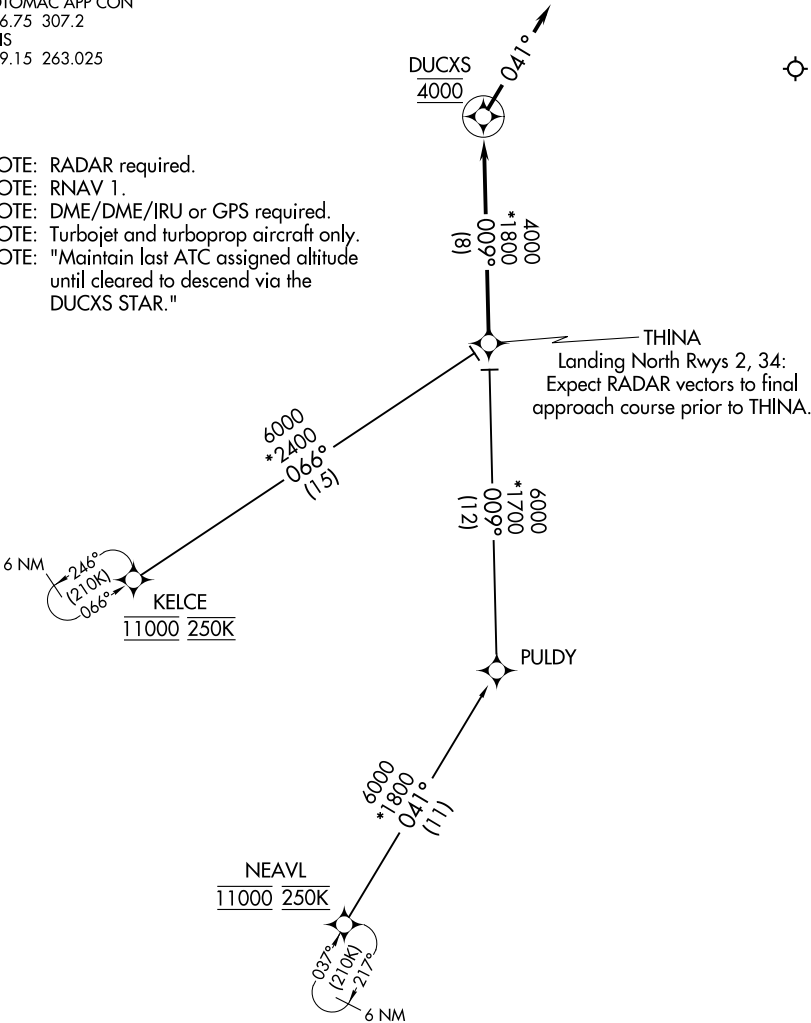 OTOMAC APP CON
6.75 307.2
IS
9.15 263.025
DUCXS
4000
041°
OTE: RADAR required.
OTE: RNAV 1.
OTE: DME/DME/IRU or GPS required.
OTE: Turbojet and turboprop aircraft only.
OTE: "Maintain last ATC assigned altitude
until cleared to descend via the
DUCXS STAR."
4000
*1800
009°
(8)
THINA
Landing North Rwys 2, 34:
Expect RADAR vectors to final
approach course prior to THINA.
6000
*2400
066°
(15)
6000
*1700
009°
(12)
6 NM
246°
(210K)
066°
KELCE
11000 250K
PULDY
6000
*1800
041°
(11)
NEAVL
11000 250K
037°
(210K)
217°
6 NM